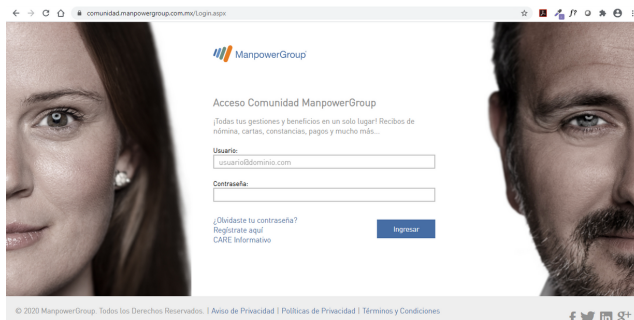 comunidad.manpowergroup.com.mx/Login.aspx
ManpowerGroup
Acceso Comunidad ManpowerGroup
¡Todas tus gestiones y beneficios en un solo lugar! Recibos de
nómina, cartas, constancias, pagos y mucho más...
Usuario:
usuario@dominio.com
Contraseña:
¿Olvidaste tu contraseña?
Regístrate aquí
CARE Informativo
Ingresar
© 2020 ManpowerGroup. Todos los Derechos Reservados. | Aviso de Privacidad | Políticas de Privacidad | Términos y Condiciones